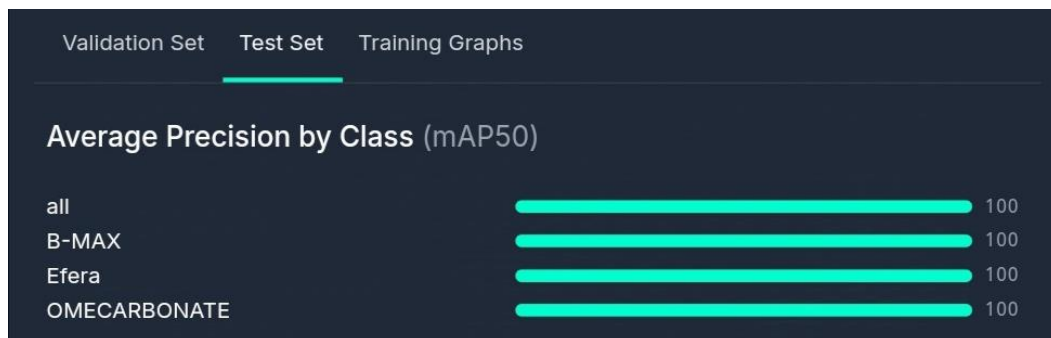 Validation Set Test Set Training Graphs
Average Precision by Class (mAP50)
all 100
B-MAX 100
Efera 100
OMECARBONATE 100